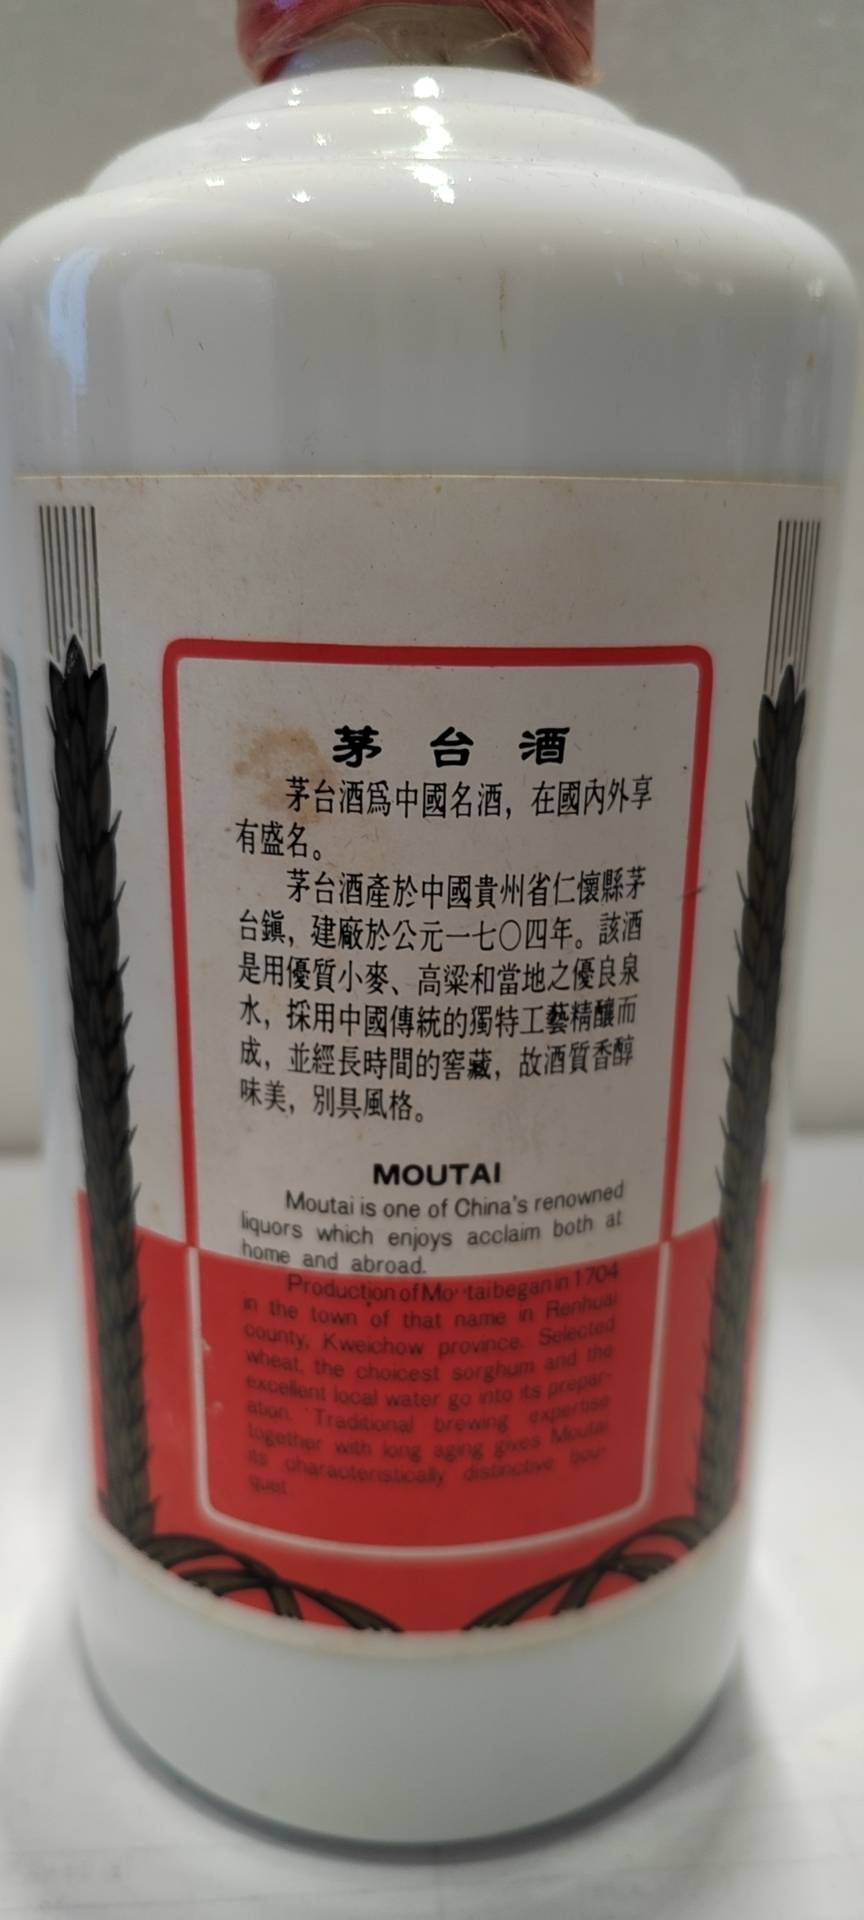 茅台酒
茅台酒爲中國名酒，在國內外享
有盛名。
茅台酒產於中國貴州省仁懷縣茅
台鎭，建廠於公元一七〇四年。該酒
是用優質小麥、高粱和當地之優良泉
水，採用中國傳統的獨特工藝精釀而
成，並經長時間的窖藏，故酒質香醇
味美，別具風格。
MOUTAI
Moutai is one of China's renowned
liquors which enjoys acclaim both at
home and abroad.
Production of Moutai began in 1704
in the town of that name in Renhuai
county, Kweichow province. Selected
wheat, the choicest sorghum and the
excellent local water go into its prepar-
ation. Traditional brewing expertise
together with long aging gives Moutai
its characteristically distinctive bou-
quet